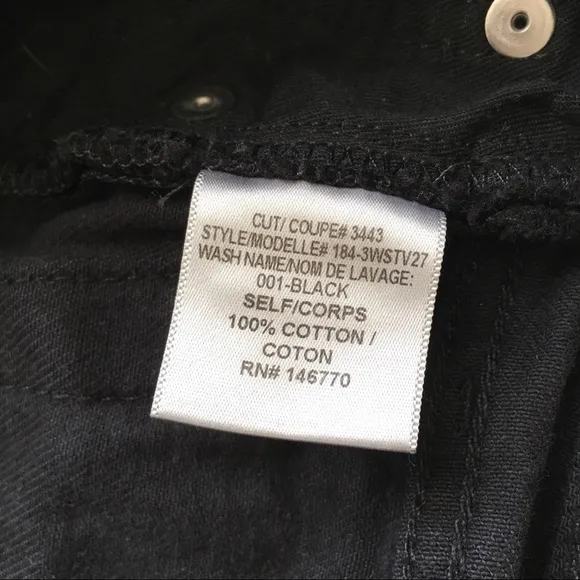 CUT/ COUPE# 3443
STYLE/MODELLE# 184-3WSTV27
WASH NAME/NOM DE LAVAGE:
001-BLACK
SELF/CORPS
100% COTTON /
COTON
RN# 146770